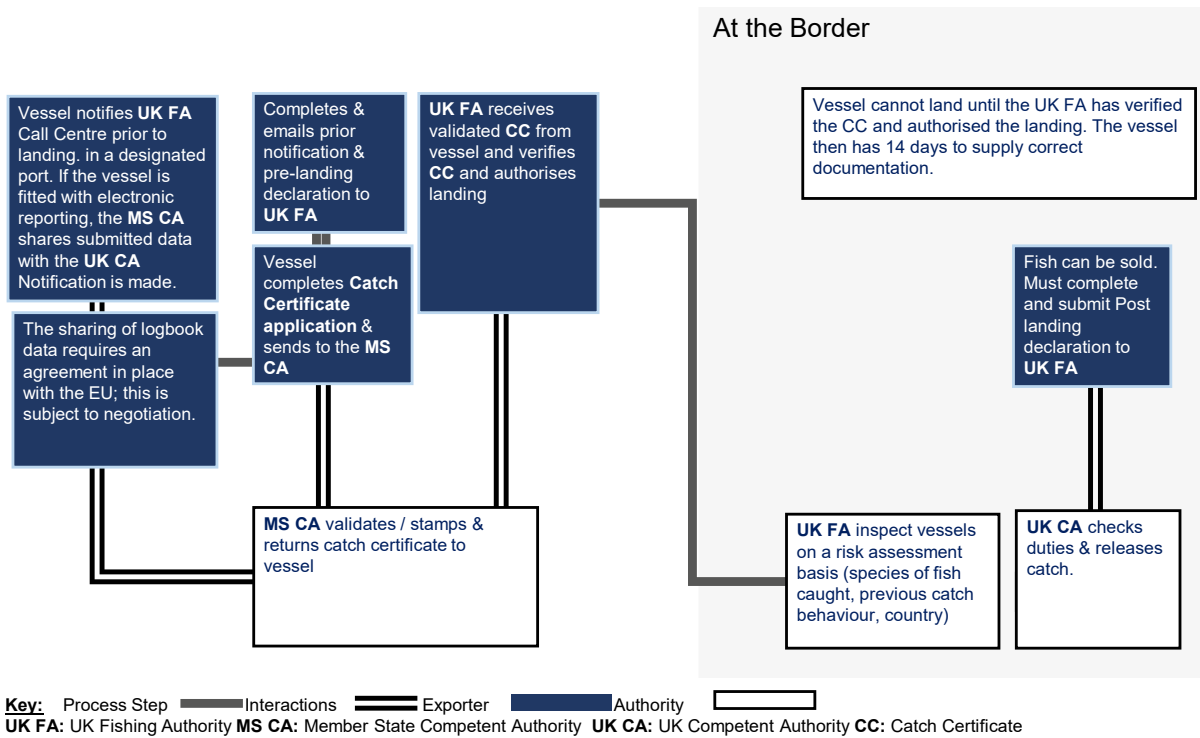 At the Border
Vessel notifies UK FA
Call Centre prior to
landing. in a designated
port. If the vessel is
fitted with electronic
reporting, the MS CA
shares submitted data
with the UK CA
Notification is made.
The sharing of logbook
data requires an
agreement in place
with the EU; this is
subject to negotiation.
Completes &
emails prior
notification &
pre-landing
declaration to
UK FA
Vessel
completes Catch
Certificate
application &
sends to the MS
CA
UK FA receives
validated CC from
vessel and verifies
CC and authorises
landing
MS CA validates / stamps &
returns catch certificate to
vessel
Vessel cannot land until the UK FA has verified
the CC and authorised the landing. The vessel
then has 14 days to supply correct
documentation.
UK FA inspect vessels
on a risk assessment
basis (species of fish
caught, previous catch
behaviour, country)
Fish can be sold.
Must complete
and submit Post
landing
declaration to
UK FA
UK CA checks
duties & releases
catch.
Key: Process Step Interactions Exporter Authority
UK FA: UK Fishing Authority MS CA: Member State Competent Authority UK CA: UK Competent Authority CC: Catch Certificate